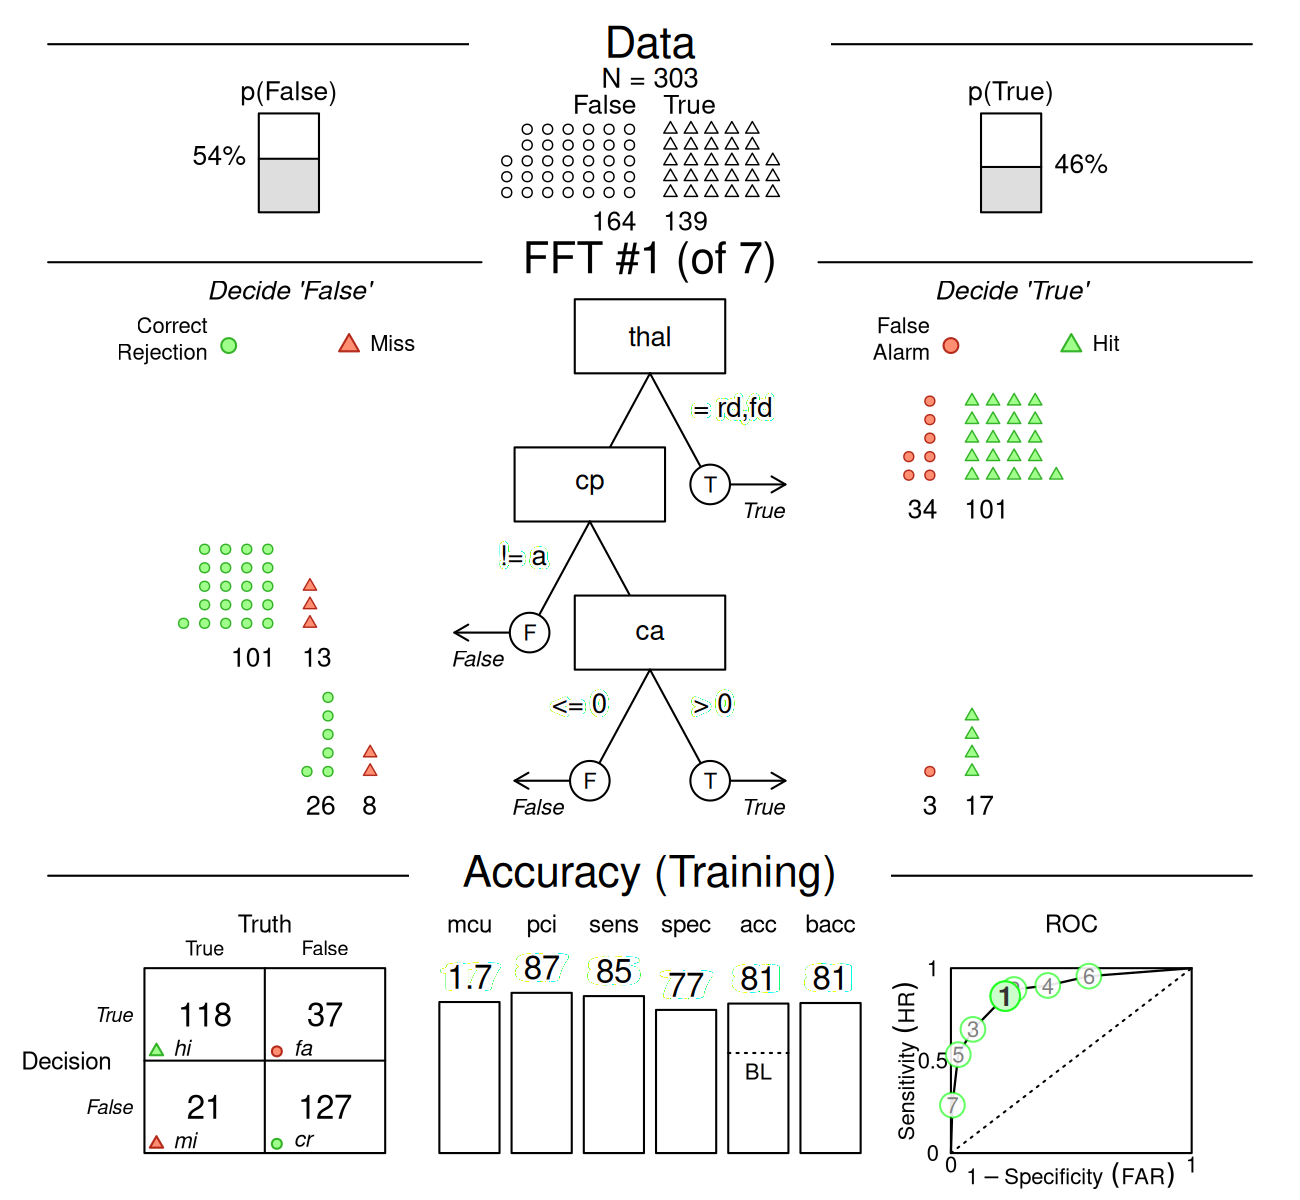 Data
N = 303
p(False)
p(True)
False True
54%
46%
164 139
FFT #1 (of 7)
Decide 'False'
Decide 'True'
Correct
Rejection
Miss
False
Alarm
Hit
thal
= rd,fd
cp
T
True
34 101
!= a
F
False
ca
101 13
<= 0
> 0
F
False
T
True
26 8
3 17
Accuracy (Training)
Truth
True False
Decision
True
118
hi
37
fa
False
21
mi
127
cr
mcu pci sens spec acc bacc
1.7 87 85 77 81 81
BL
ROC
1
0.5
0
Sensitivity (HR)
1 3 4 5 6 7
0 1
1 – Specificity (FAR)